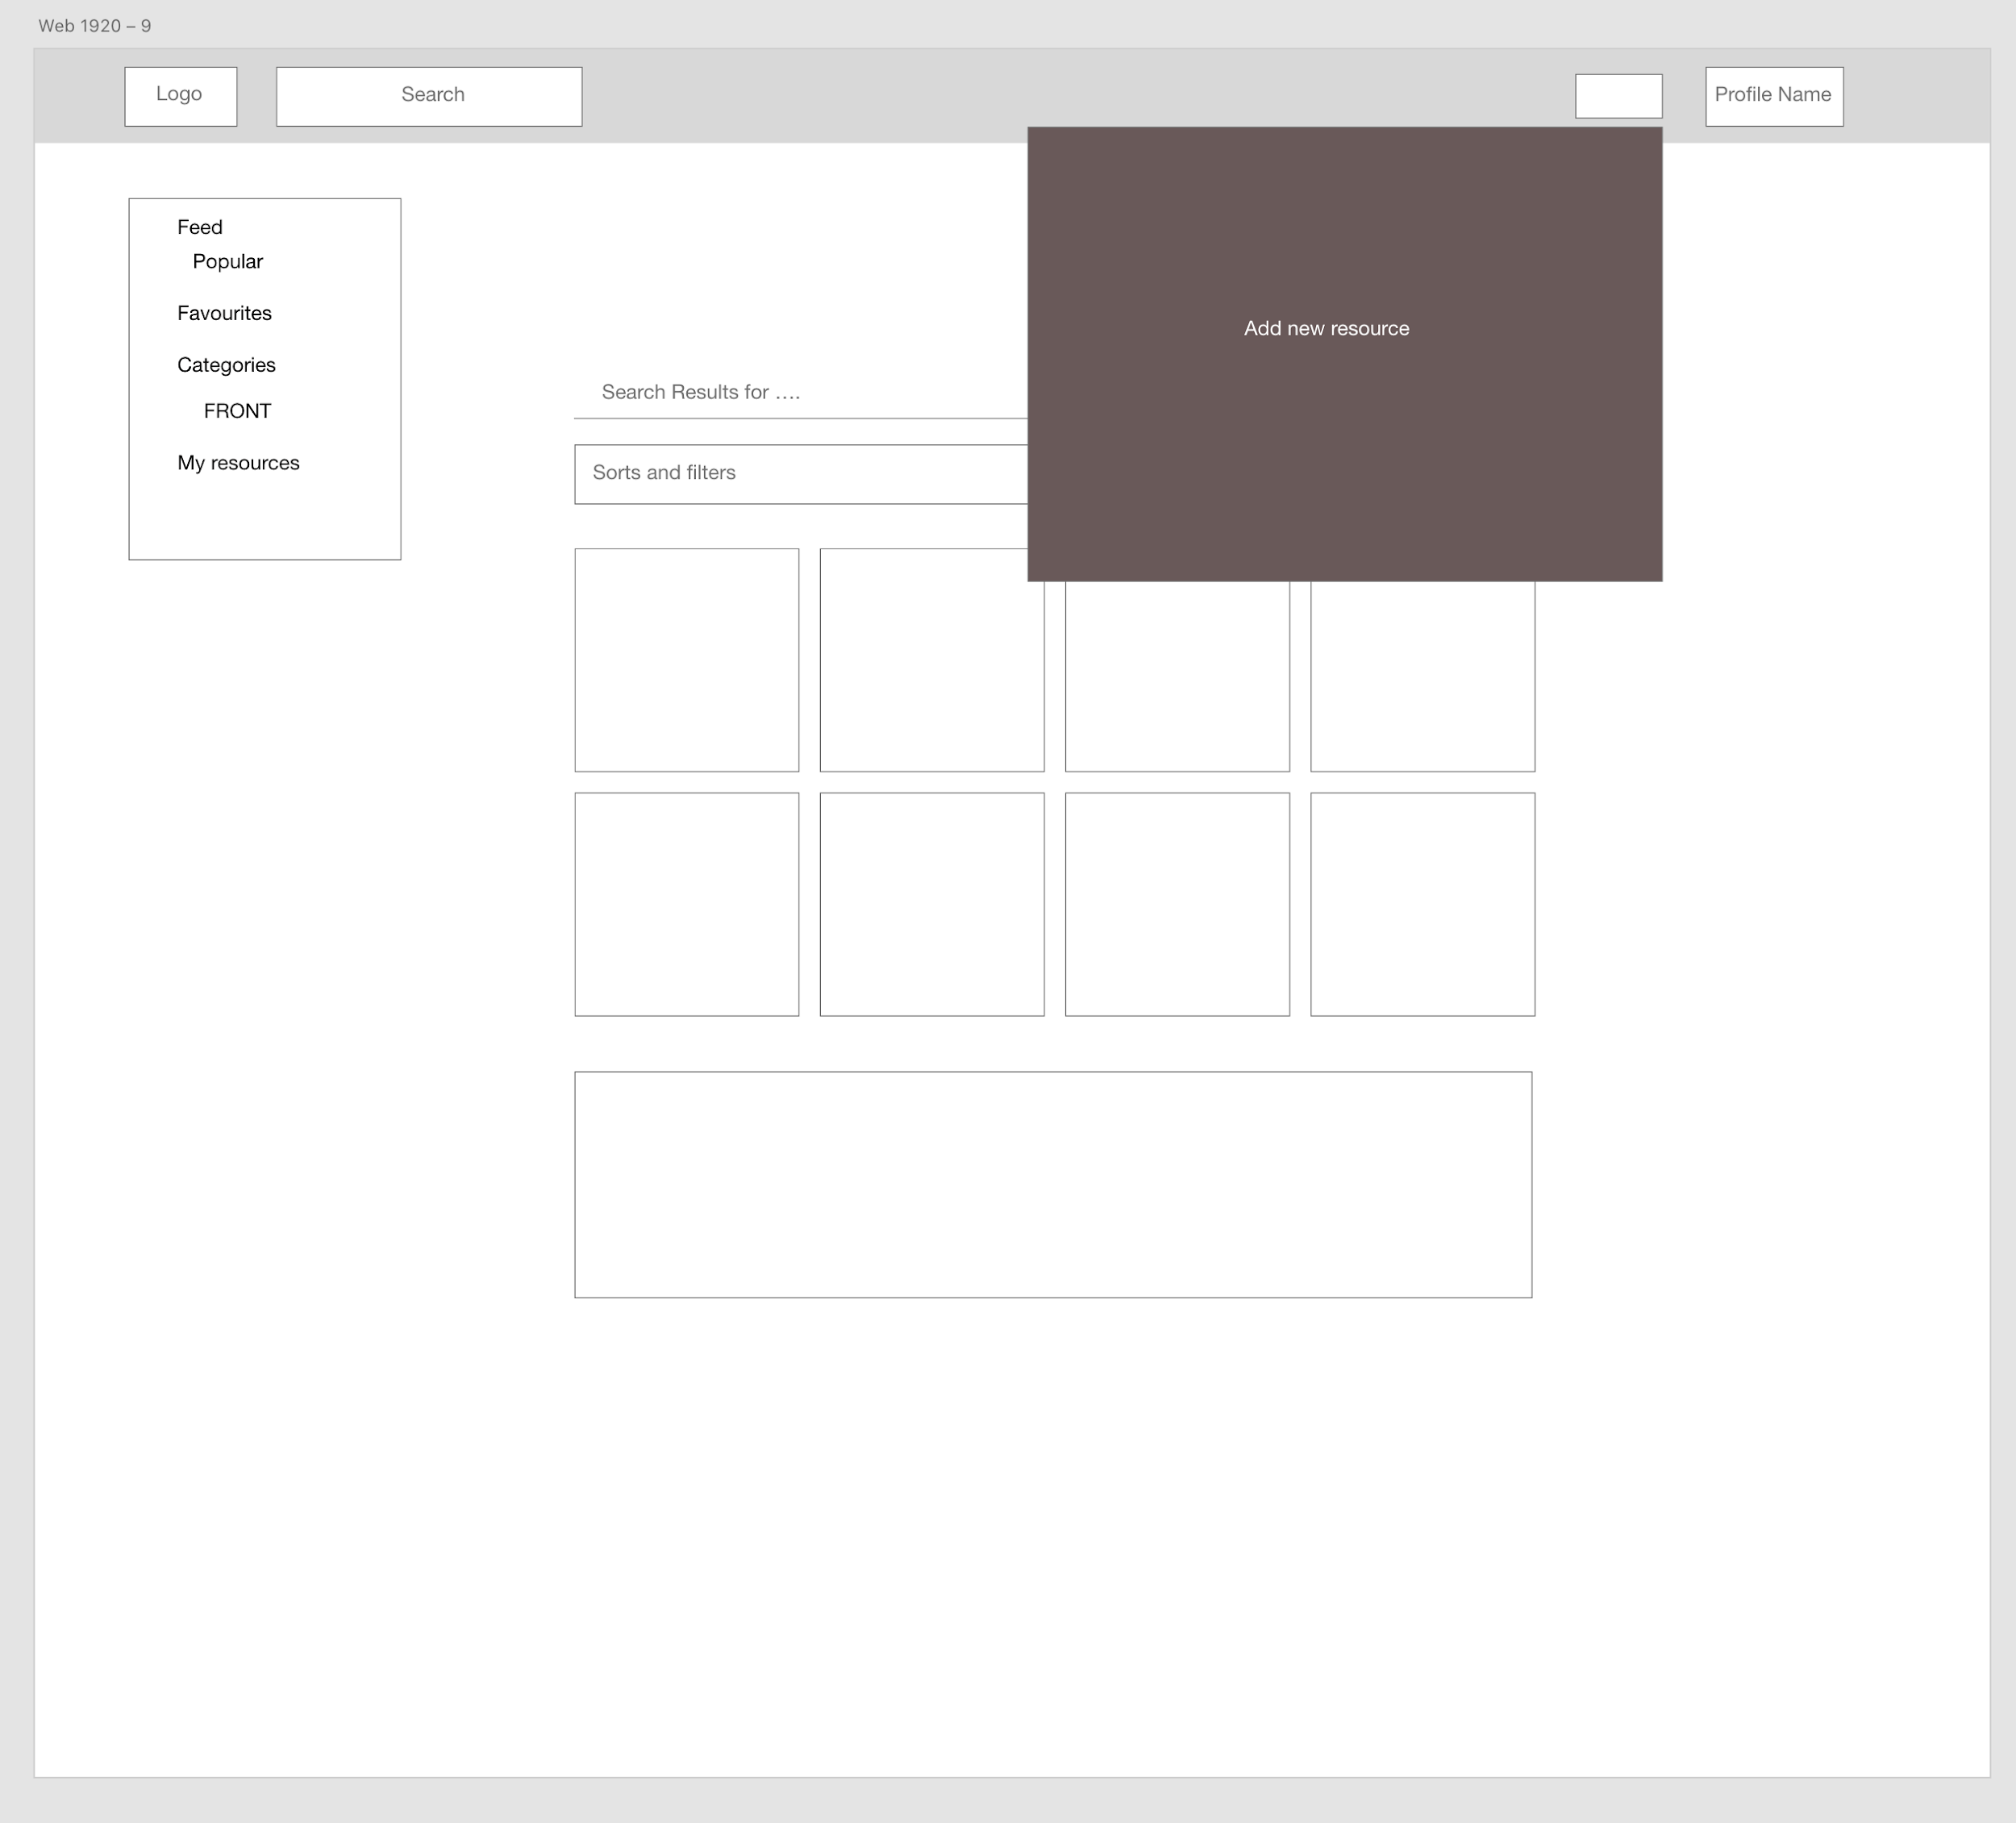 Web 1920 – 9
Logo
Search
Profile Name
Feed
Popular
Favourites
Categories
FRONT
My resources
Add new resource
Search Results for ....
Sorts and filters